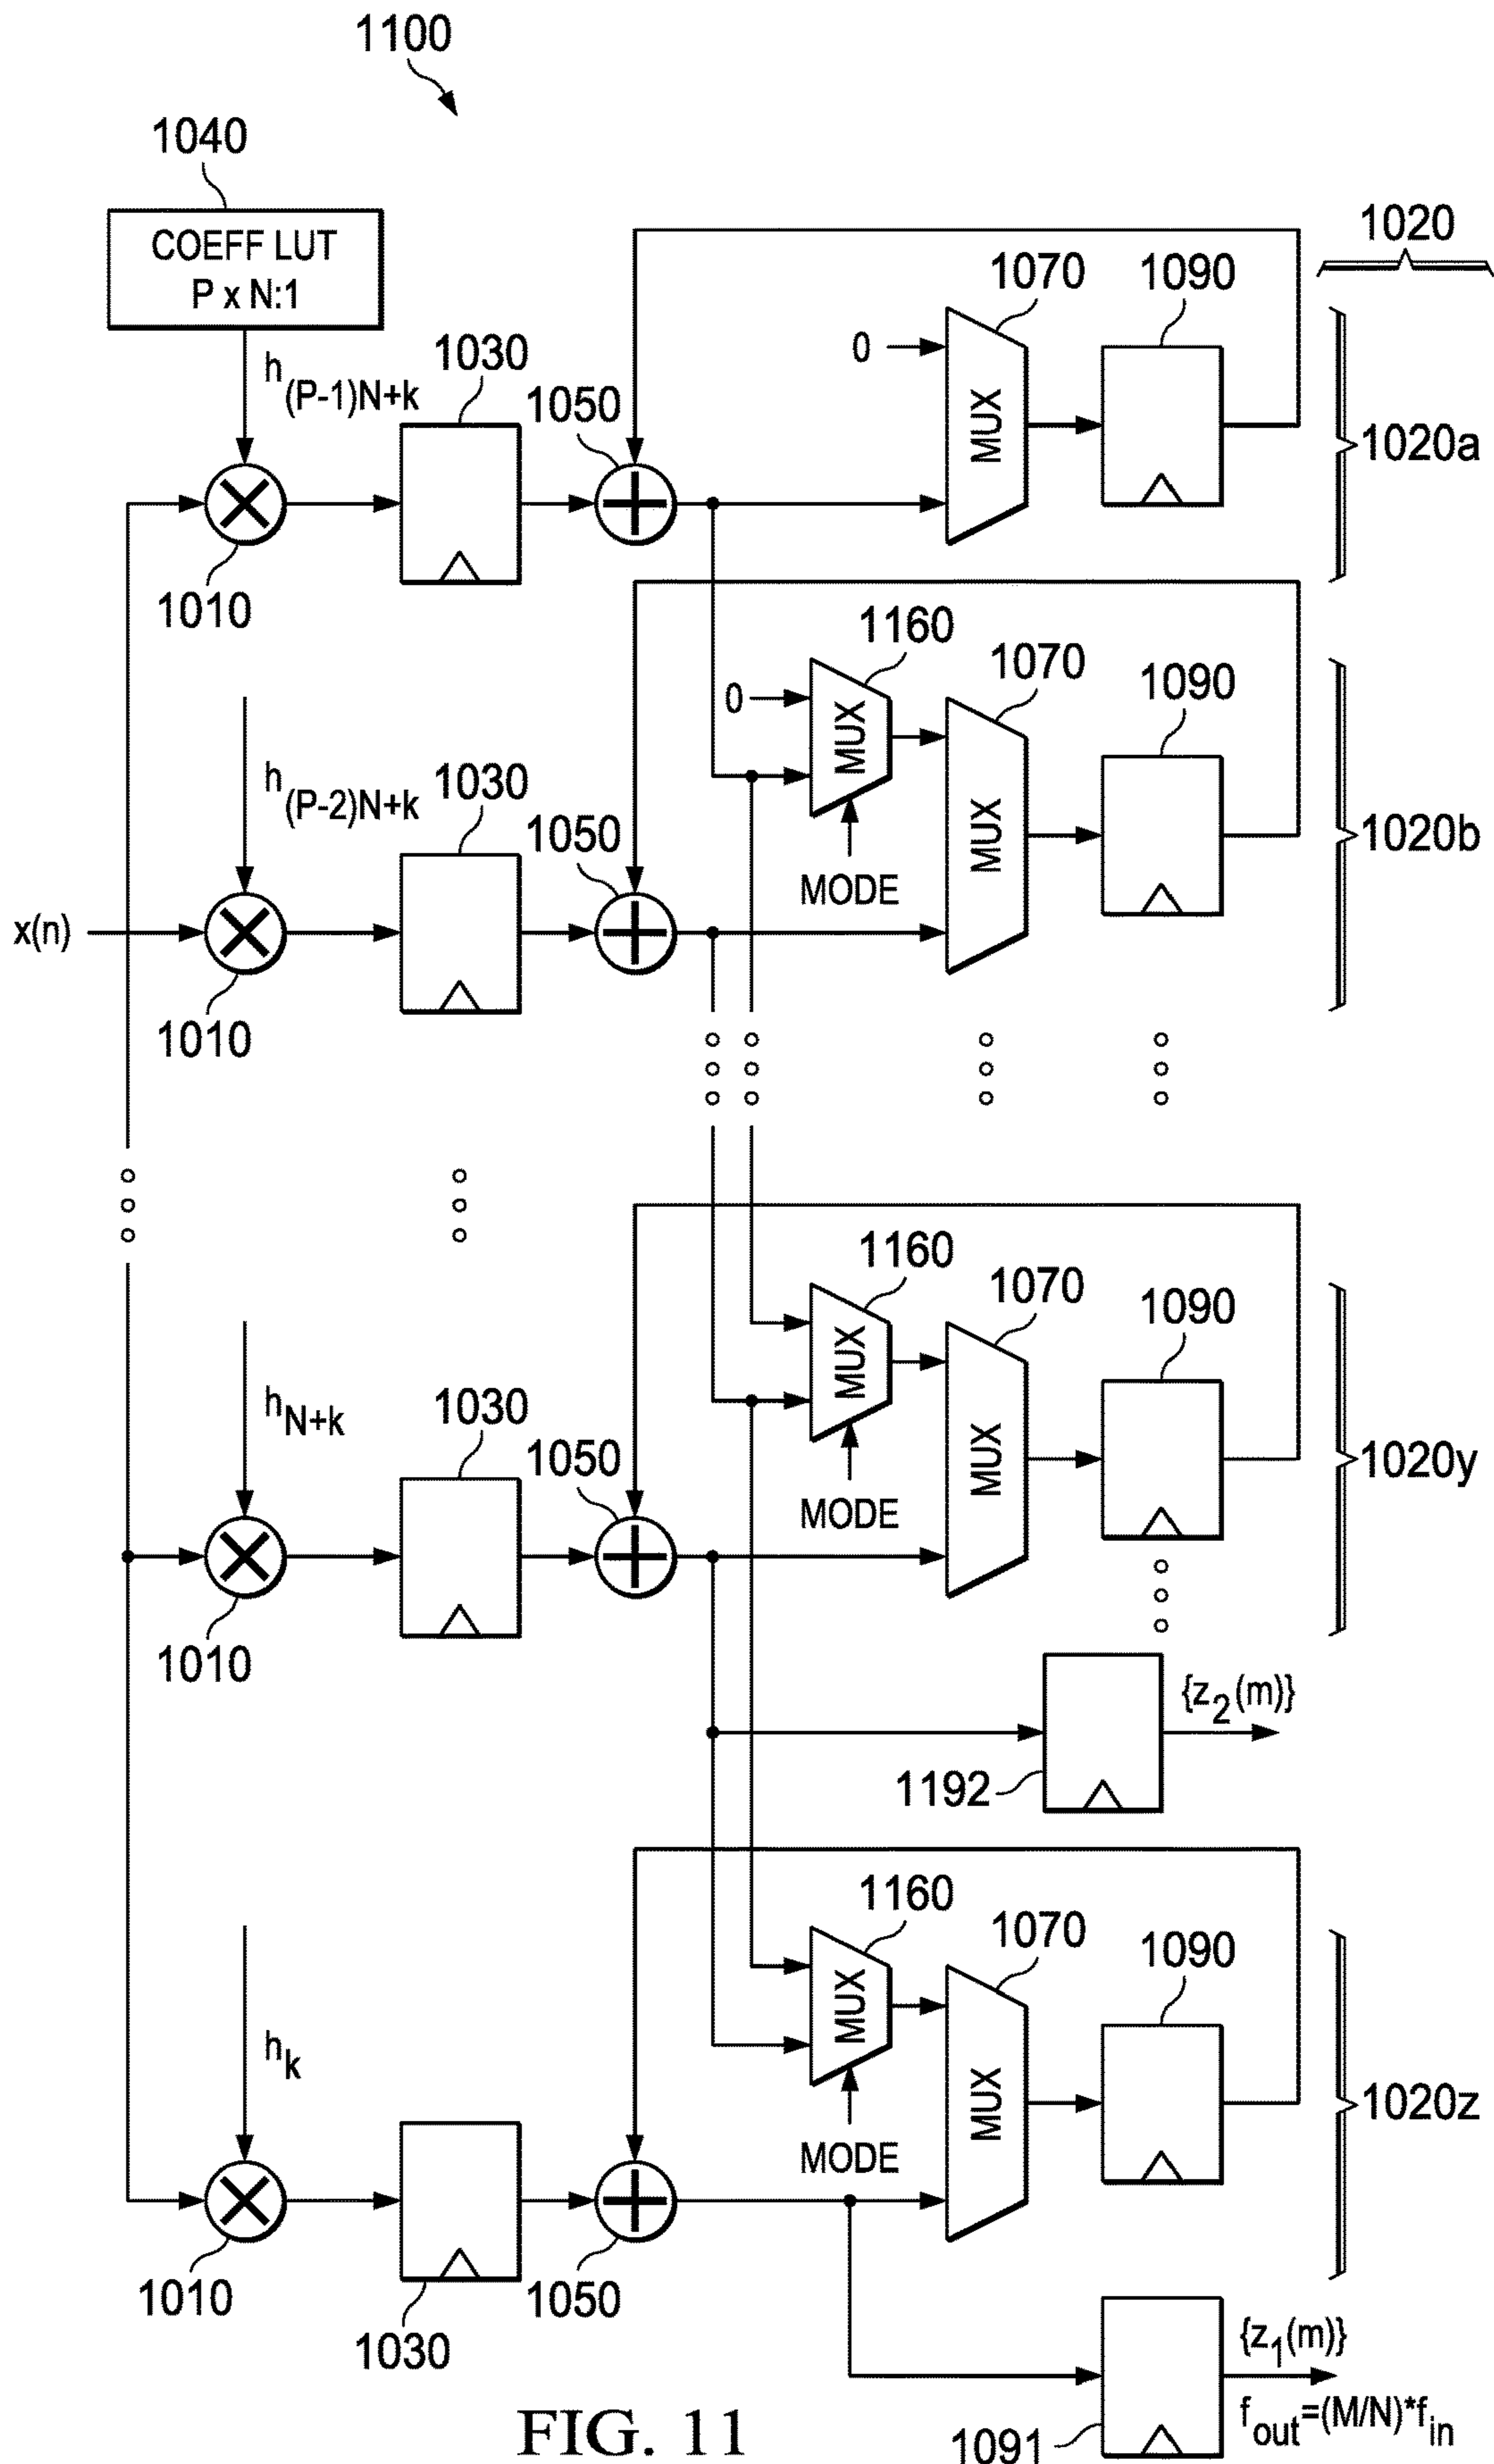 1100
1040
COEFF LUT
P x N:1
1020
1070
1090
0
h(P-1)N+k
1030
1050
MUX
1020a
1010
1160
1070
1090
0
MUX
h(P-2)N+k
1030
1050
MUX
1020b
MODE
x(n)
1010
1160
1070
1090
MUX
hN+k
1030
1050
MUX
1020y
MODE
1010
{z2(m)}
1192
1160
1070
1090
MUX
hk
MUX
1020z
MODE
1010
1030
1050
{z1(m)}
fout=(M/N)*fin
1091
FIG. 11